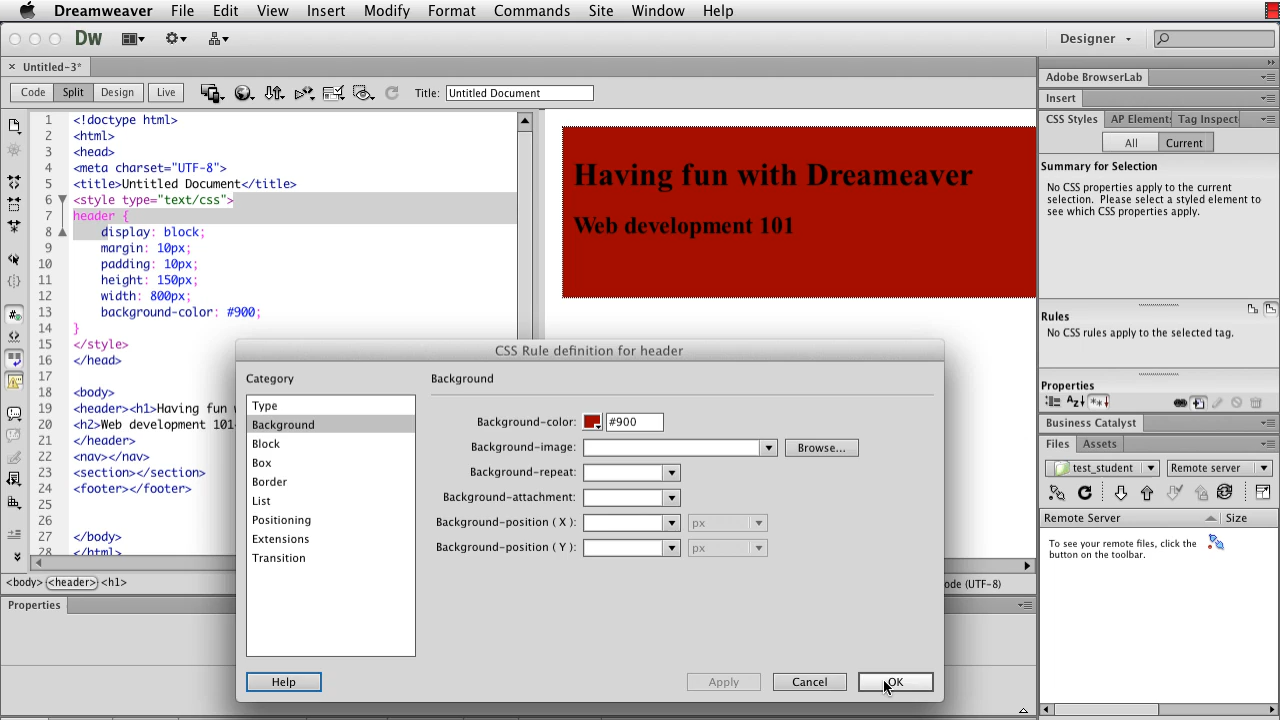 Dreamweaver File Edit View Insert Modify Format Commands Site Window Help
Dw
Designer
× Untitled-3*
Code Split Design Live Title: Untitled Document
1 <!doctype html>
2 <html>
3 <head>
4 <meta charset="UTF-8">
5 <title>Untitled Document</title>
6 <style type="text/css">
7 header {
8 display: block;
9 margin: 10px;
10 padding: 10px;
11 height: 150px;
12 width: 800px;
13 background-color: #900;
14 }
15 </style>
16 </head>
17
18 <body>
19 <header><h1>Having fun
20 <h2>Web development 101
21 </header>
22 <nav></nav>
23 <section></section>
24 <footer></footer>
25
26
27 </body>
28 </html>
<body> <header> <h1>
ode (UTF-8)
Properties
Having fun with Dreameaver
Web development 101
CSS Rule definition for header
Category
Type
Background
Block
Box
Border
List
Positioning
Extensions
Transition
Background
Background-color: #900
Background-image: Browse...
Background-repeat:
Background-attachment:
Background-position (X): px
Background-position (Y): px
Help Apply Cancel OK
Adobe BrowserLab
Insert
CSS Styles AP Element Tag Inspect
All Current
Summary for Selection
No CSS properties apply to the current
selection. Please select a styled element to
see which CSS properties apply.
Rules
No CSS rules apply to the selected tag.
Properties
Business Catalyst
Files Assets
test_student Remote server
Remote Server Size
To see your remote files, click the
button on the toolbar.